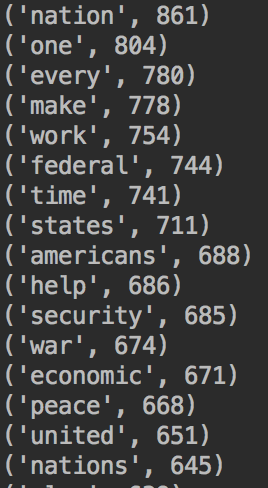 ('nation', 861)
('one', 804)
('every', 780)
('make', 778)
('work', 754)
('federal', 744)
('time', 741)
('states', 711)
('americans', 688)
('help', 686)
('security', 685)
('war', 674)
('economic', 671)
('peace', 668)
('united', 651)
('nations', 645)